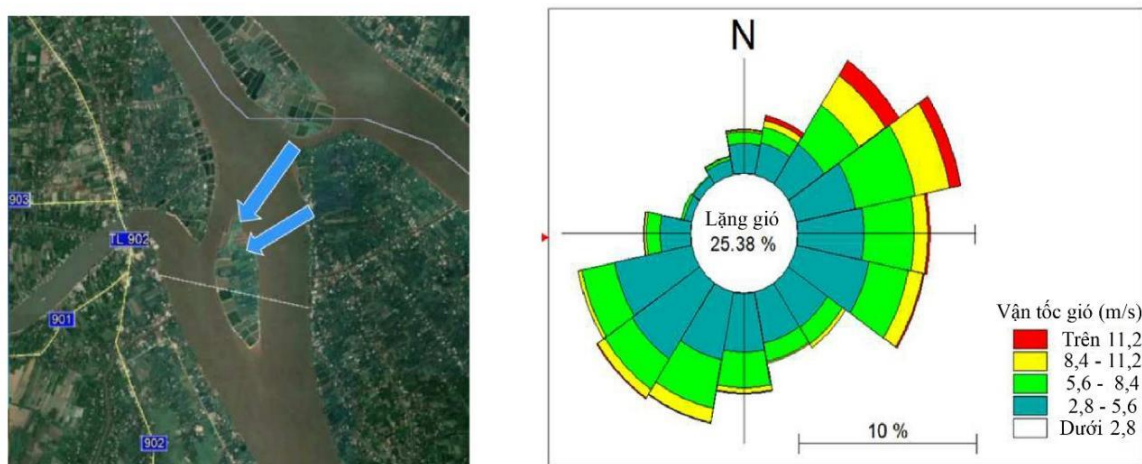 903
TL 902
901
902
N
Lặng gió
25.38 %
Vận tốc gió (m/s)
Trên 11,2
8,4 - 11,2
5,6 - 8,4
2,8 - 5,6
Dưới 2,8
10 %